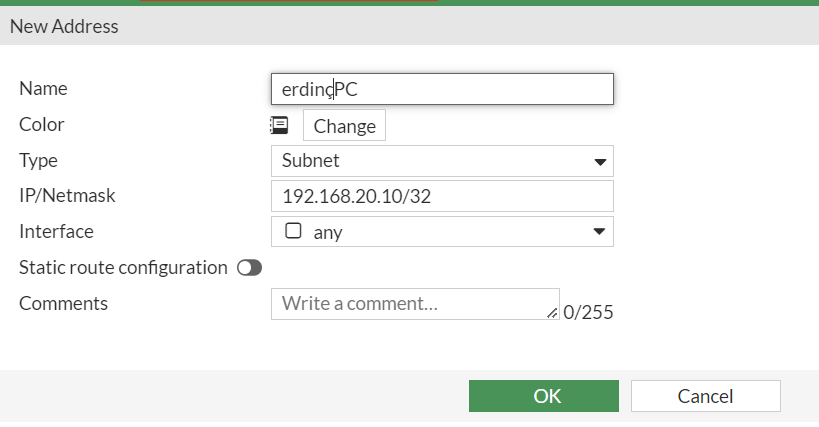 New Address
Name erdinçPC
Color Change
Type Subnet
IP/Netmask 192.168.20.10/32
Interface any
Static route configuration
Comments Write a comment... 0/255
OK Cancel